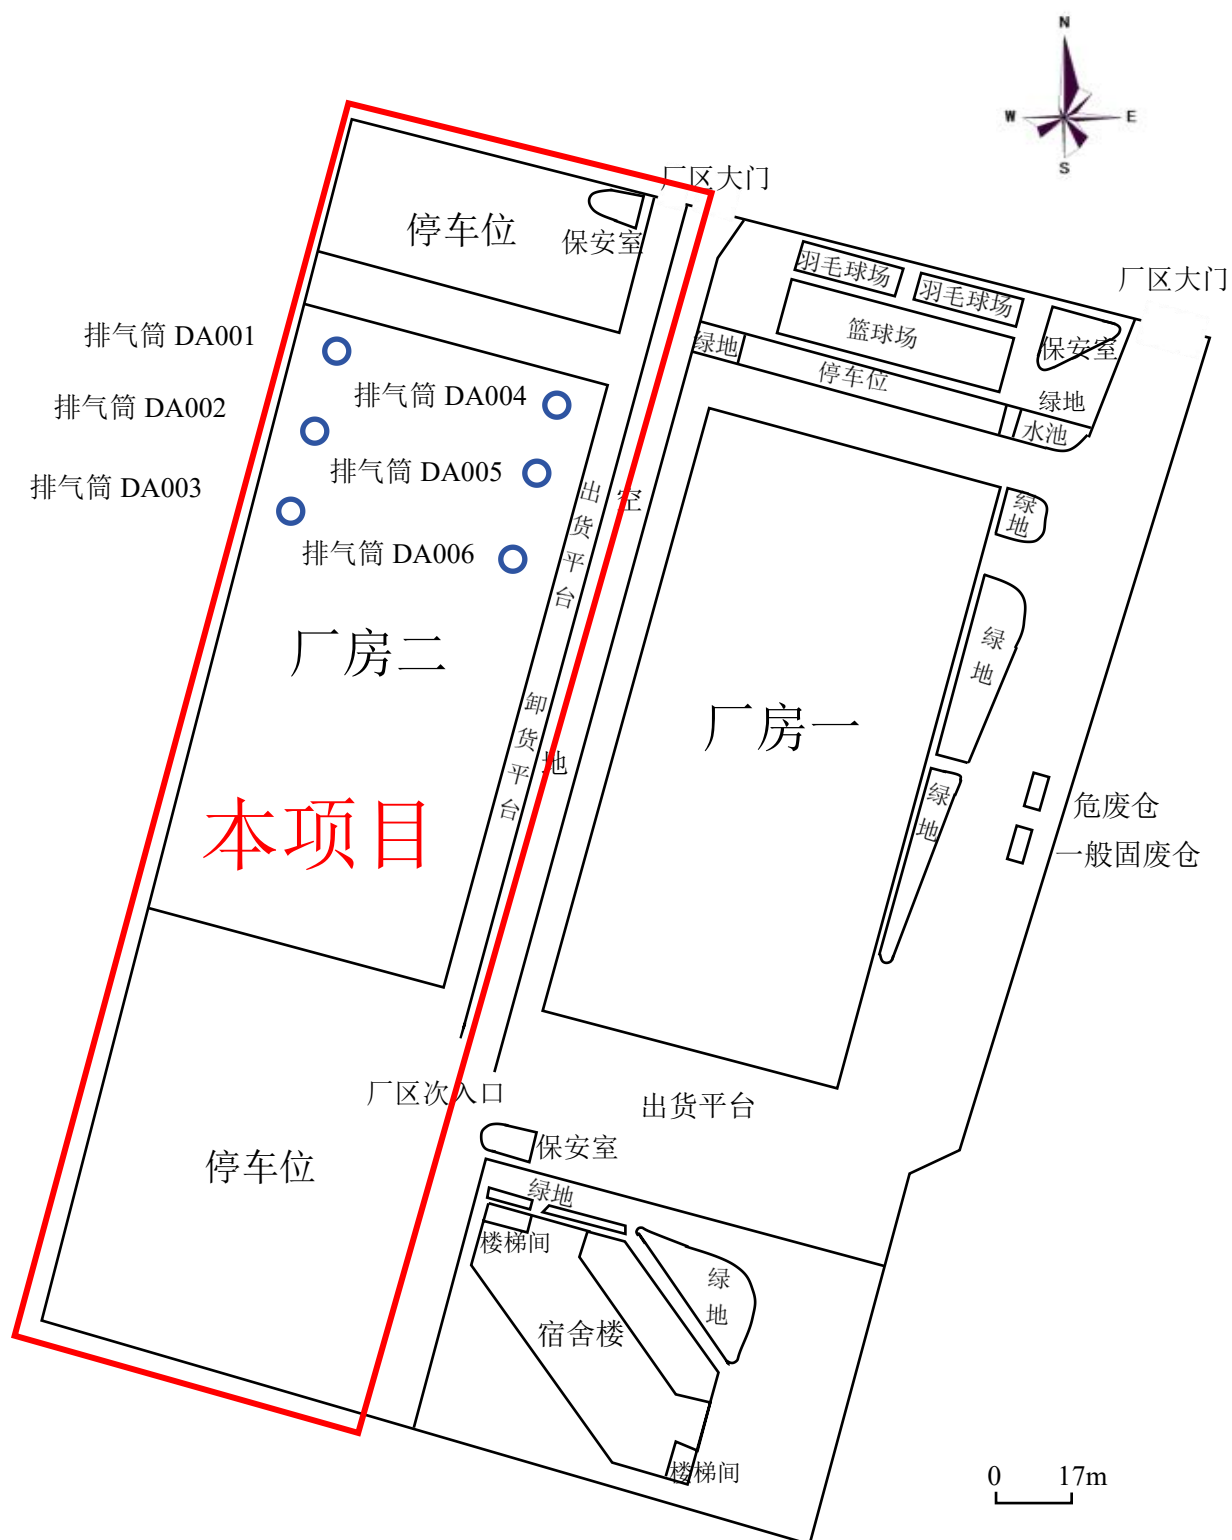 N
W
E
S
厂区大门
停车位
保安室
厂区大门
羽毛球场
羽毛球场
篮球场
保安室
绿地
停车位
绿地
水池
排气筒 DA001
排气筒 DA004
排气筒 DA002
排气筒 DA005
排气筒 DA003
排气筒 DA006
出货平台
空地
绿地
厂房二
绿地
卸货平台
厂房一
本项目
绿地
危废仓
一般固废仓
厂区次入口
出货平台
保安室
停车位
绿地
楼梯间
绿地
宿舍楼
楼梯间
0 17m